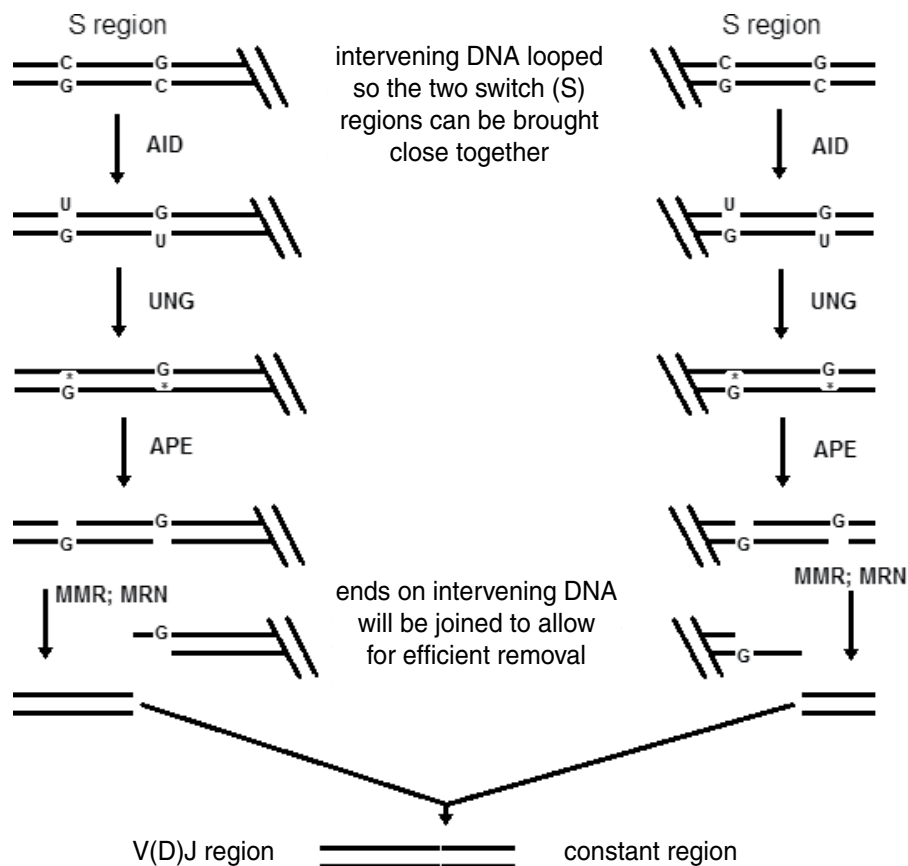 S region
S region
C G
G C
intervening DNA looped
so the two switch (S)
regions can be brought
close together
C G
G C
AID
AID
U G
G U
U G
G U
UNG
UNG
* G
G *
* G
G *
APE
APE
G
G
G
G
MMR; MRN
ends on intervening DNA
will be joined to allow
for efficient removal
MMR; MRN
G
G
V(D)J region
constant region